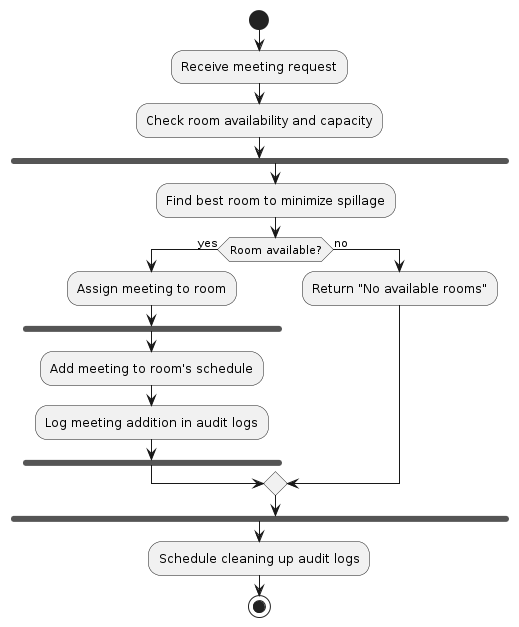 Receive meeting request
Check room availability and capacity
Find best room to minimize spillage
yes
Room available?
no
Assign meeting to room
Return "No available rooms"
Add meeting to room's schedule
Log meeting addition in audit logs
Schedule cleaning up audit logs